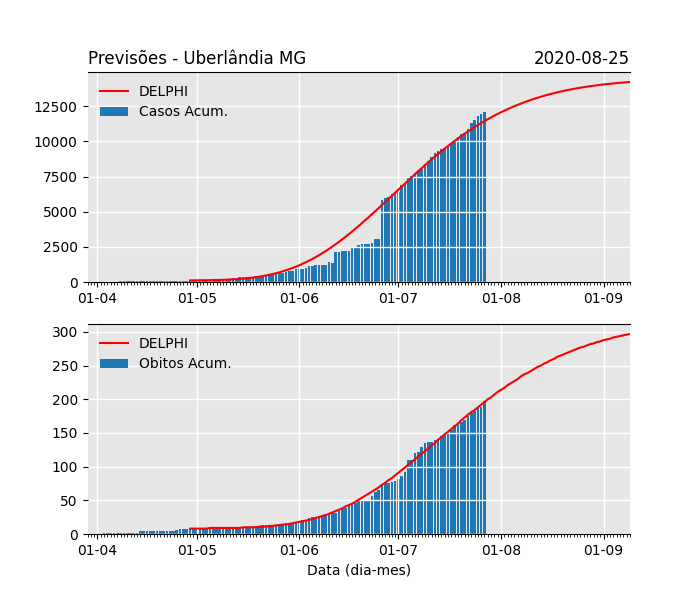 Previsões - Uberlândia MG 2020-08-25
DELPHI
Casos Acum.
12500
10000
7500
5000
2500
0
01-04 01-05 01-06 01-07 01-08 01-09
DELPHI
Obitos Acum.
300
250
200
150
100
50
0
01-04 01-05 01-06 01-07 01-08 01-09
Data (dia-mes)